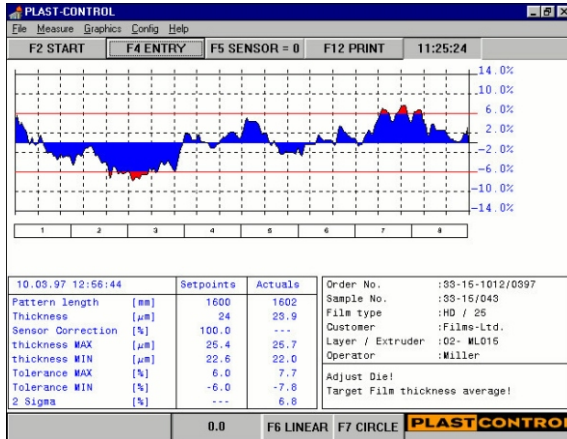 PLAST-CONTROL
File Measure Graphics Config Help
F2 START F4 ENTRY F5 SENSOR = 0 F12 PRINT 11:25:24
14.0%
10.0%
6.0%
2.0%
-2.0%
-6.0%
-10.0%
-14.0%
1 2 3 4 5 6 7 8
10.03.97 12:56:44 Setpoints Actuals
Pattern length [mm] 1600 1602
Thickness [µm] 24 23.9
Sensor Correction [%] 100.0 ---
thickness MAX [µm] 25.4 25.7
thickness MIN [µm] 22.6 22.0
Tolerance MAX [%] 6.0 7.7
Tolerance MIN [%] -6.0 -7.8
2 Sigma [%] --- 6.8
Order No. :33-15-1012/0397
Sample No. :33-15/043
Film type :HD / 25
Customer :Films-Ltd.
Layer / Extruder :02- ML015
Operator :Miller
Adjust Die!
Target Film thickness average!
0.0 F6 LINEAR F7 CIRCLE PLASTCONTROL